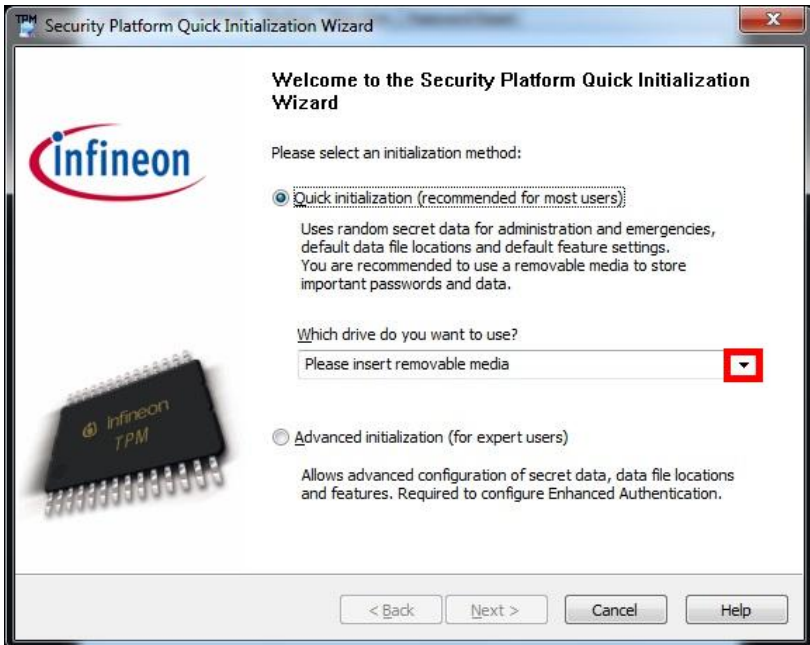 TPM
Security Platform Quick Initialization Wizard
Welcome to the Security Platform Quick Initialization
Wizard
infineon
Please select an initialization method:
Quick initialization (recommended for most users)
Uses random secret data for administration and emergencies,
default data file locations and default feature settings.
You are recommended to use a removable media to store
important passwords and data.
Which drive do you want to use?
Please insert removable media
Infineon
TPM
Advanced initialization (for expert users)
Allows advanced configuration of secret data, data file locations
and features. Required to configure Enhanced Authentication.
< Back
Next >
Cancel
Help